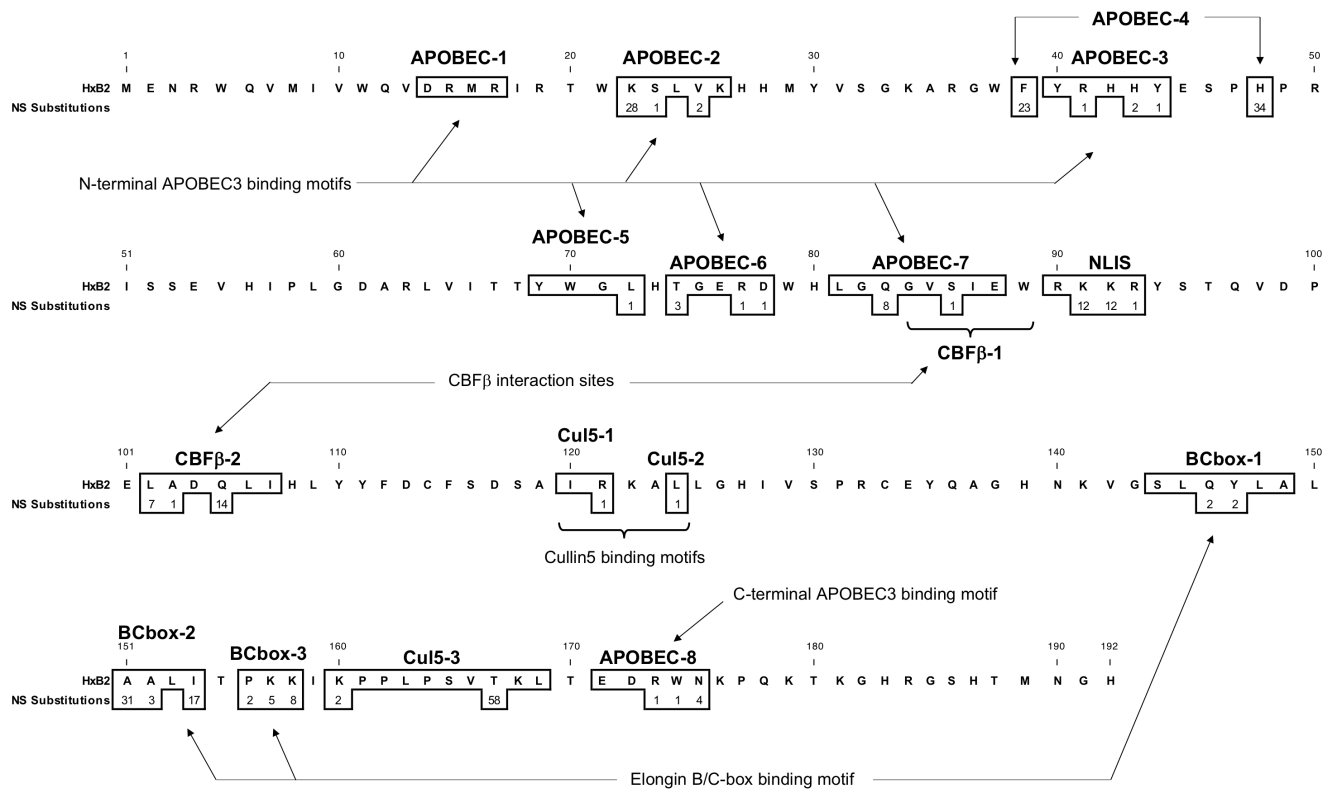 APOBEC-4
APOBEC-1 APOBEC-2 APOBEC-3
1 10 20 30 40 50
HxB2 M E N R W Q V M I V W Q V D R M R I R T W K S L V K H H M Y V S G K A R G W F Y R H H Y E S P H P R
NS Substitutions 28 1 2 23 1 2 1 34
N-terminal APOBEC3 binding motifs
APOBEC-5 APOBEC-6 APOBEC-7 NLIS
51 60 70 80 90 100
HxB2 I S S E V H I P L G D A R L V I T T Y W G L H T G E R D W H L G Q G V S I E W R K K R Y S T Q V D P
NS Substitutions 1 3 1 1 8 1 12 12 1
CBFβ-1
CBFβ interaction sites
Cul5-1
CBFβ-2 Cul5-2 BCbox-1
101 110 120 130 140 150
HxB2 E L A D Q L I H L Y Y F D C F S D S A I R K A L L G H I V S P R C E Y Q A G H N K V G S L Q Y L A L
NS Substitutions 7 1 14 1 1 2 2
Cullin5 binding motifs
C-terminal APOBEC3 binding motif
BCbox-2 BCbox-3 Cul5-3 APOBEC-8
151 160 170 180 190 192
HxB2 A A L I T P K K I K P P L P S V T K L T E D R W N K P Q K T K G H R G S H T M N G H
NS Substitutions 31 3 17 2 5 8 2 58 1 1 4
Elongin B/C-box binding motif